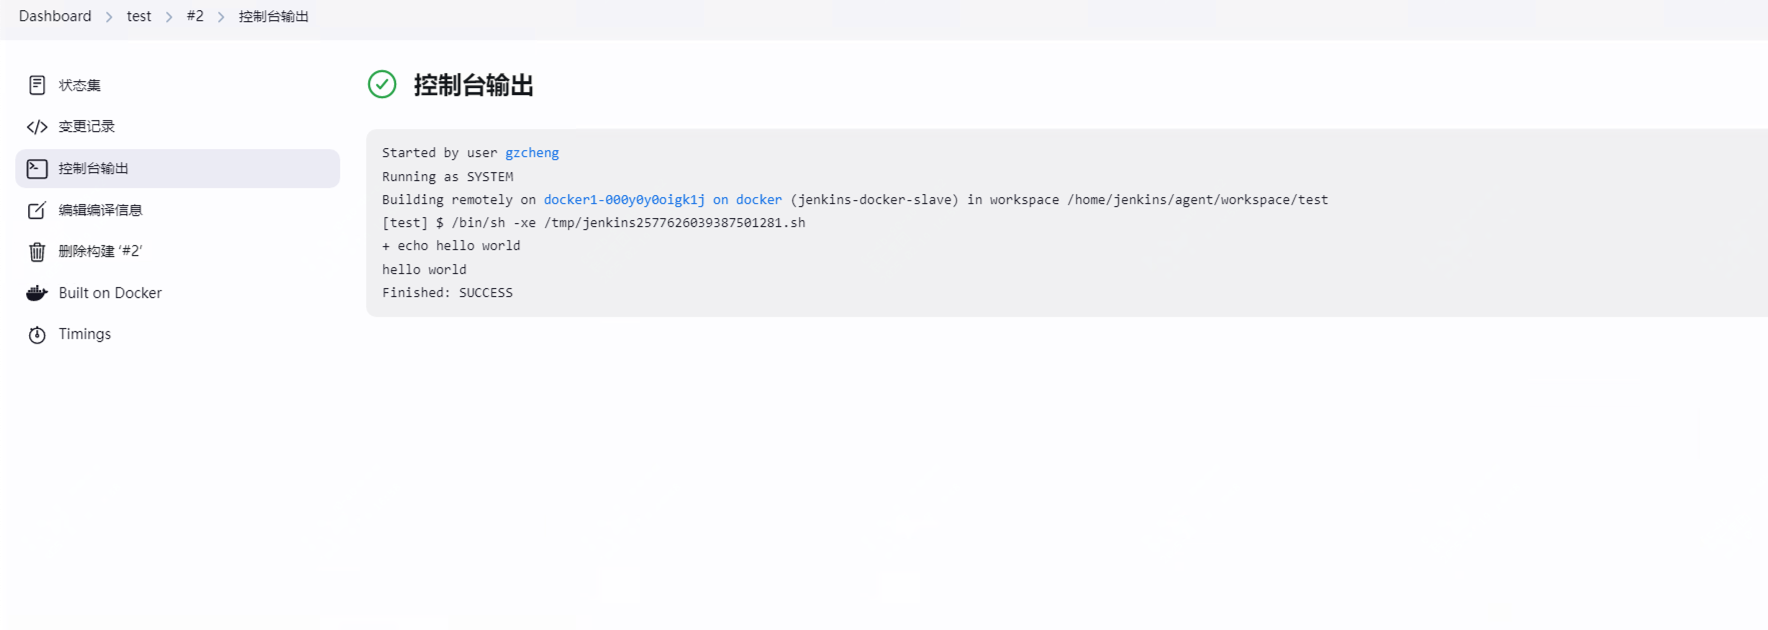 Dashboard > test > #2 > 控制台输出
状态集
变更记录
控制台输出
编辑编译信息
删除构建 ‘#2’
Built on Docker
Timings
控制台输出
Started by user gzcheng
Running as SYSTEM
Building remotely on docker1-000y0y0oigk1j on docker (jenkins-docker-slave) in workspace /home/jenkins/agent/workspace/test
[test] $ /bin/sh -xe /tmp/jenkins2577626039387501281.sh
+ echo hello world
hello world
Finished: SUCCESS